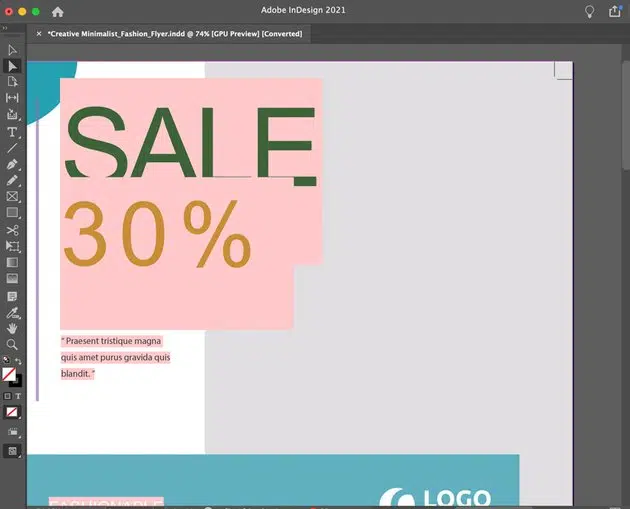 Adobe InDesign 2021
*Creative Minimalist_Fashion_Flyer.indd @ 74% [GPU Preview] [Converted]
SALE
30%
“ Praesent tristique magna
quis amet purus gravida quis
blandit. ”
FASHIONABLE
LOGO